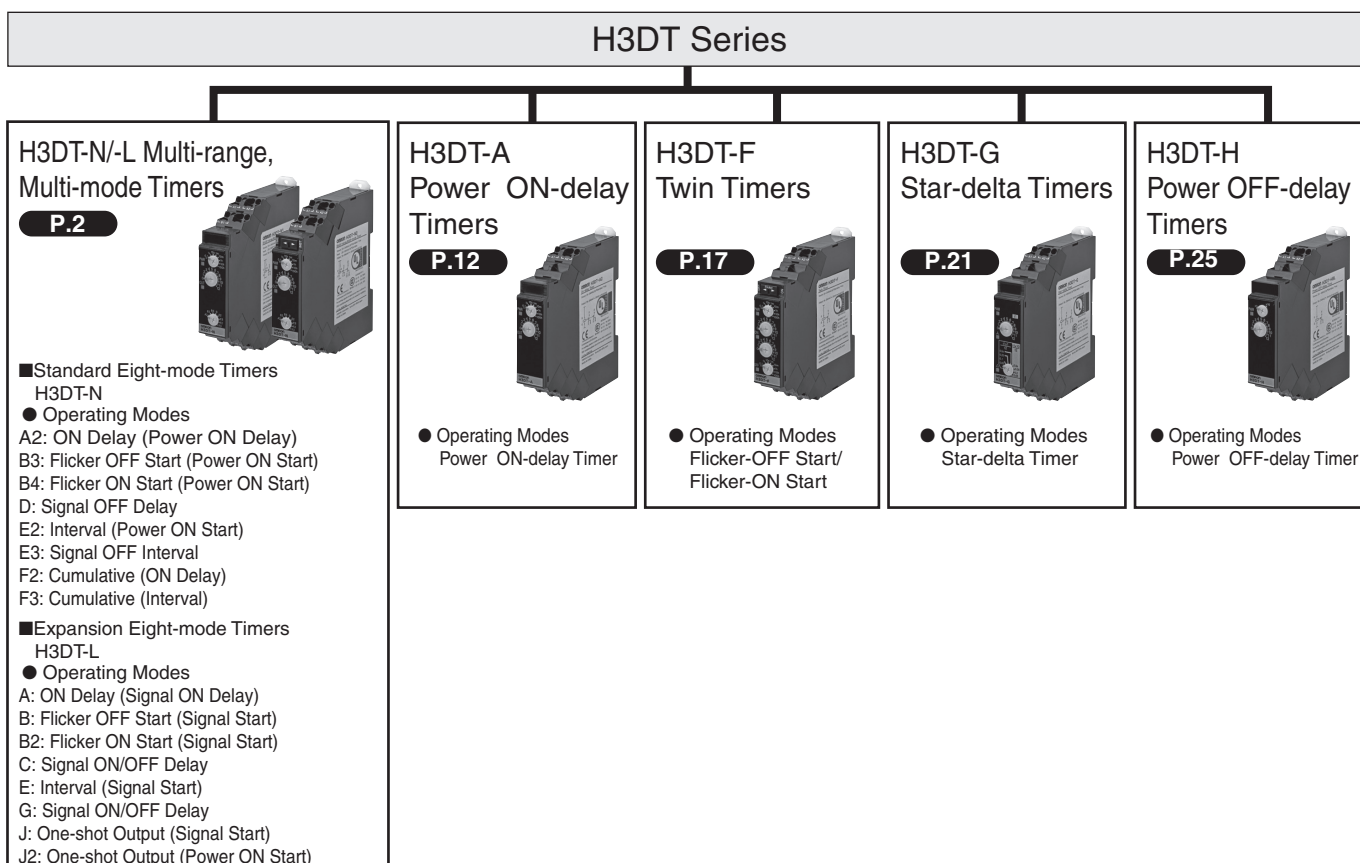 H3DT Series
H3DT-N/-L Multi-range,
Multi-mode Timers
P.2
■Standard Eight-mode Timers
H3DT-N
● Operating Modes
A2: ON Delay (Power ON Delay)
B3: Flicker OFF Start (Power ON Start)
B4: Flicker ON Start (Power ON Start)
D: Signal OFF Delay
E2: Interval (Power ON Start)
E3: Signal OFF Interval
F2: Cumulative (ON Delay)
F3: Cumulative (Interval)
■Expansion Eight-mode Timers
H3DT-L
● Operating Modes
A: ON Delay (Signal ON Delay)
B: Flicker OFF Start (Signal Start)
B2: Flicker ON Start (Signal Start)
C: Signal ON/OFF Delay
E: Interval (Signal Start)
G: Signal ON/OFF Delay
J: One-shot Output (Signal Start)
J2: One-shot Output (Power ON Start)
H3DT-A
Power ON-delay
Timers
P.12
● Operating Modes
Power ON-delay Timer
H3DT-F
Twin Timers
P.17
● Operating Modes
Flicker-OFF Start/
Flicker-ON Start
H3DT-G
Star-delta Timers
P.21
● Operating Modes
Star-delta Timer
H3DT-H
Power OFF-delay
Timers
P.25
● Operating Modes
Power OFF-delay Timer